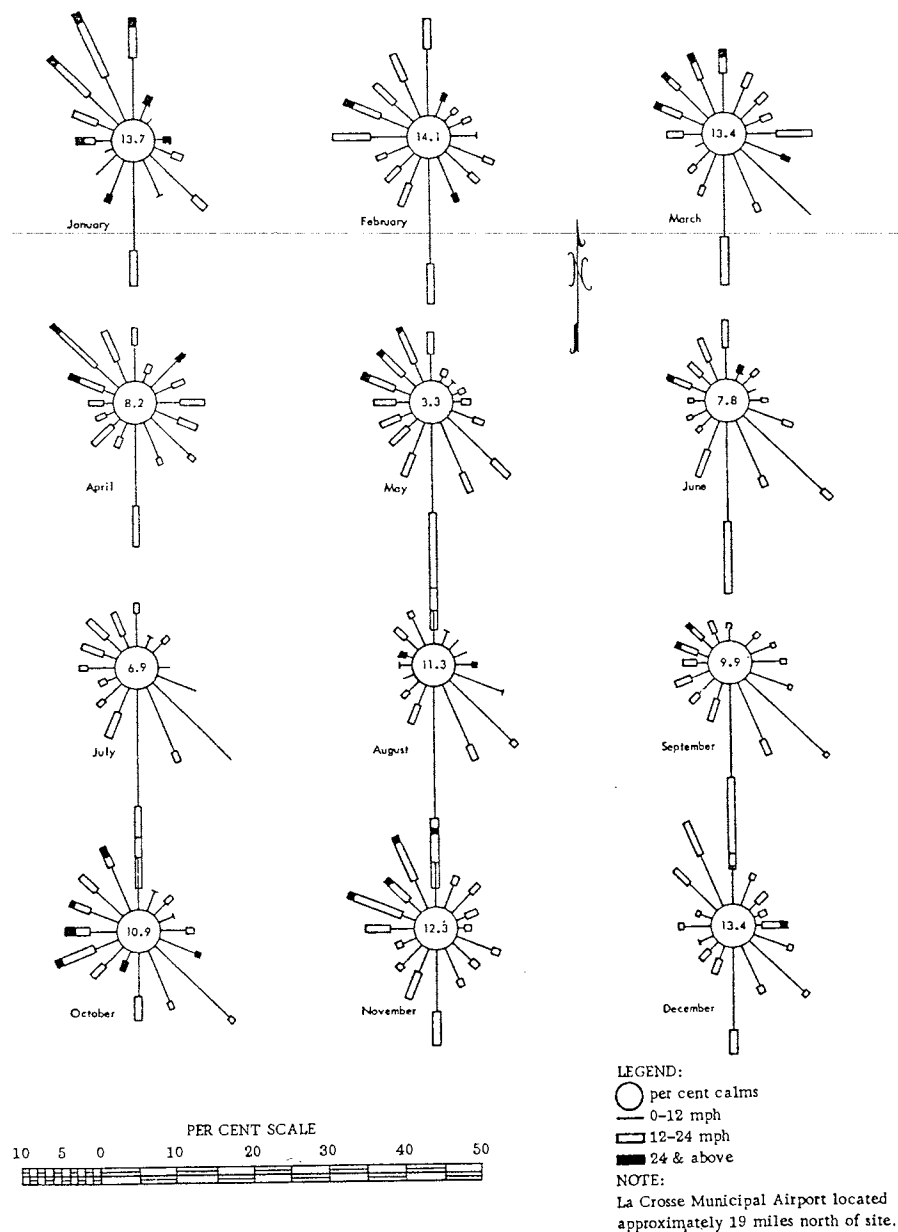 13.7
14.1
13.4
January
February
March
8.2
3.3
7.8
April
May
June
6.9
11.3
9.9
July
August
September
10.9
12.3
13.4
October
November
December
LEGEND:
per cent calms
0-12 mph
12-24 mph
24 & above
NOTE:
La Crosse Municipal Airport located
approximately 19 miles north of site.
PER CENT SCALE
10 5 0 10 20 30 40 50